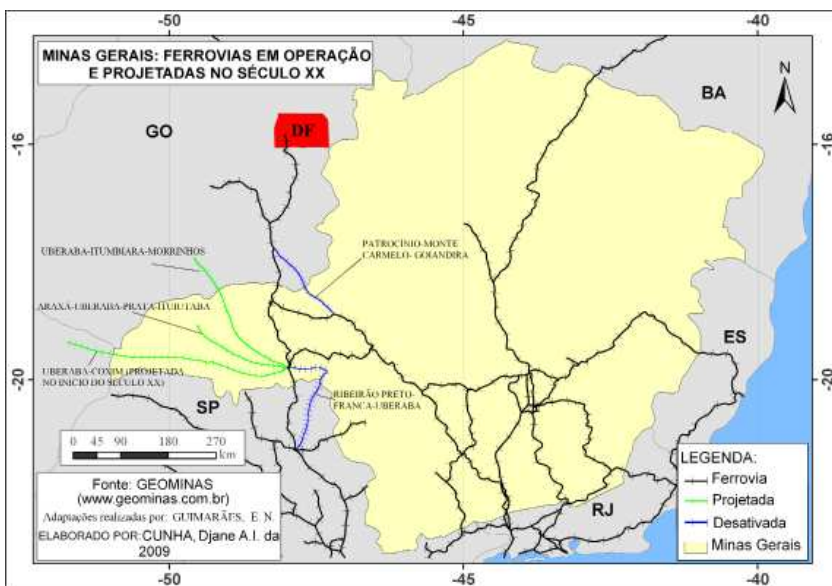 -50
-45
-40
MINAS GERAIS: FERROVIAS EM OPERAÇÃO
E PROJETADAS NO SÉCULO XX
N
BA
GO
DF
-16
-16
UBERABA-ITUMBIARA-MORRINHOS
PATROCÍNIO-MONTE
CARMELO- GOIANDIRA
ARAXÁ-UBERABA-PRATA-ITUIUTABA
ES
UBERABA-COXIM (PROJETADA
NO INÍCIO DO SÉCULO XX)
-20
-20
SP
RIBEIRÃO PRETO-
FRANCA-UBERABA
0 45 90 180 270
km
Fonte: GEOMINAS
(www.geominas.com.br)
Adaptações realizadas por: GUIMARÃES, E. N.
ELABORADO POR: CUNHA, Djane A.I. da
2009
RJ
LEGENDA:
Ferrovia
Projetada
Desativada
Minas Gerais
-50
-45
-40